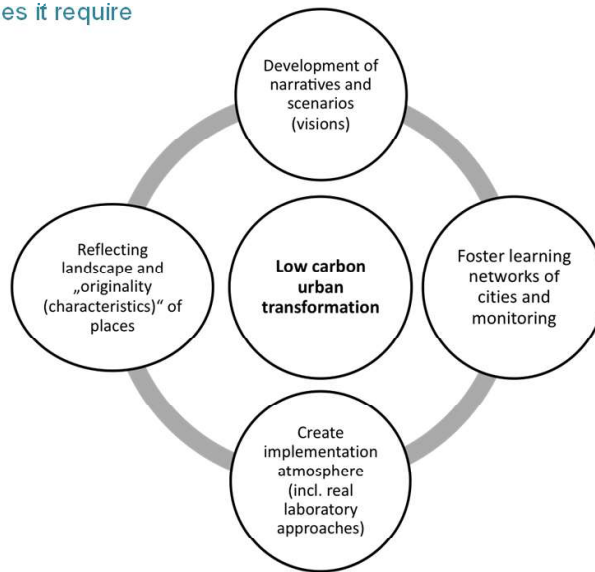 es it require
Development of
narratives and
scenarios
(visions)
Reflecting
landscape and
„originality
(characteristics)“ of
places
Low carbon
urban
transformation
Foster learning
networks of
cities and
monitoring
Create
implementation
atmosphere
(incl. real
laboratory
approaches)